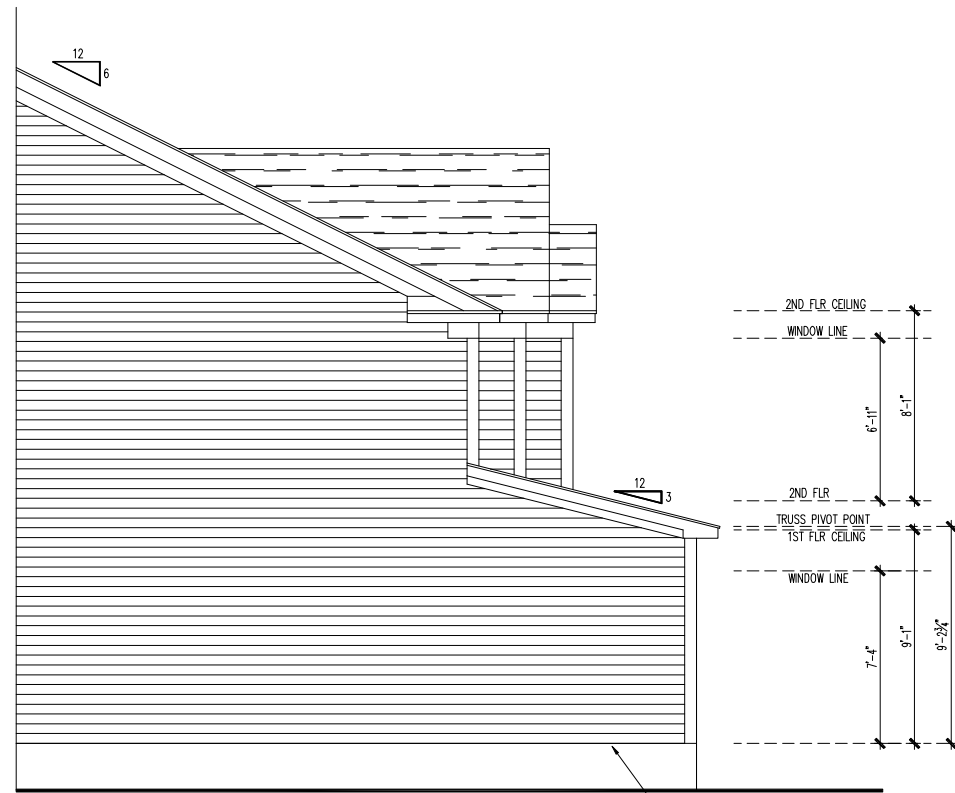 12
6
2ND FLR CEILING
WINDOW LINE
6'-11"
8'-1"
12
3
2ND FLR
TRUSS PIVOT POINT
1ST FLR CEILING
WINDOW LINE
7'-4"
9'-1"
9'-2¾"